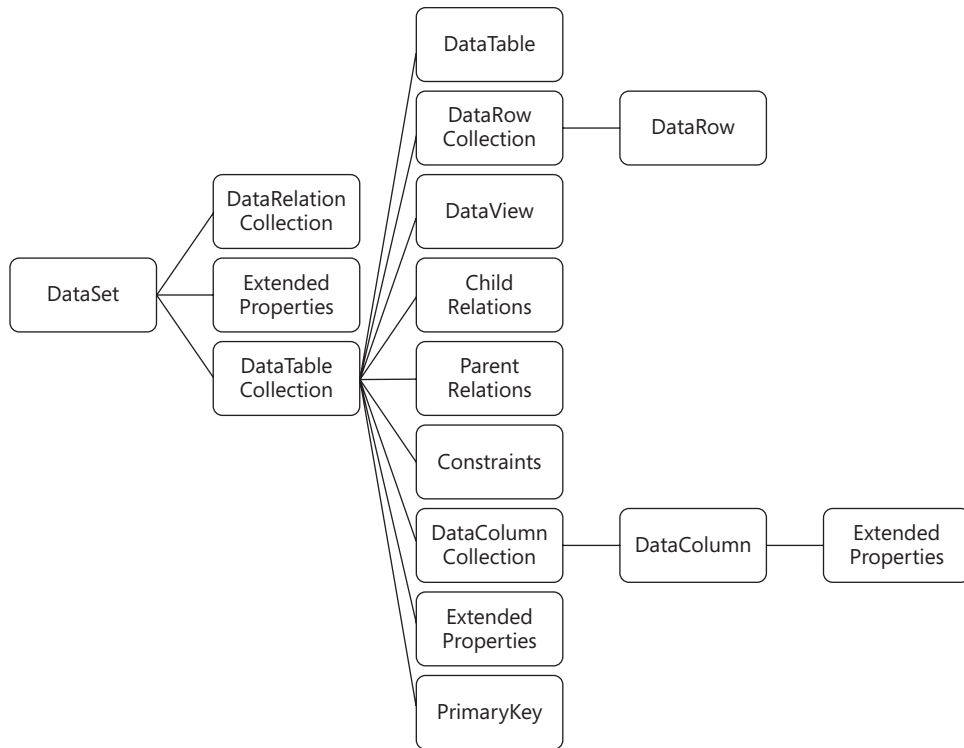 DataTable
DataRow
Collection
DataRow
DataView
DataRelation
Collection
DataSet
Extended
Properties
Child
Relations
DataTable
Collection
Parent
Relations
Constraints
DataColumn
Collection
DataColumn
Extended
Properties
Extended
Properties
PrimaryKey